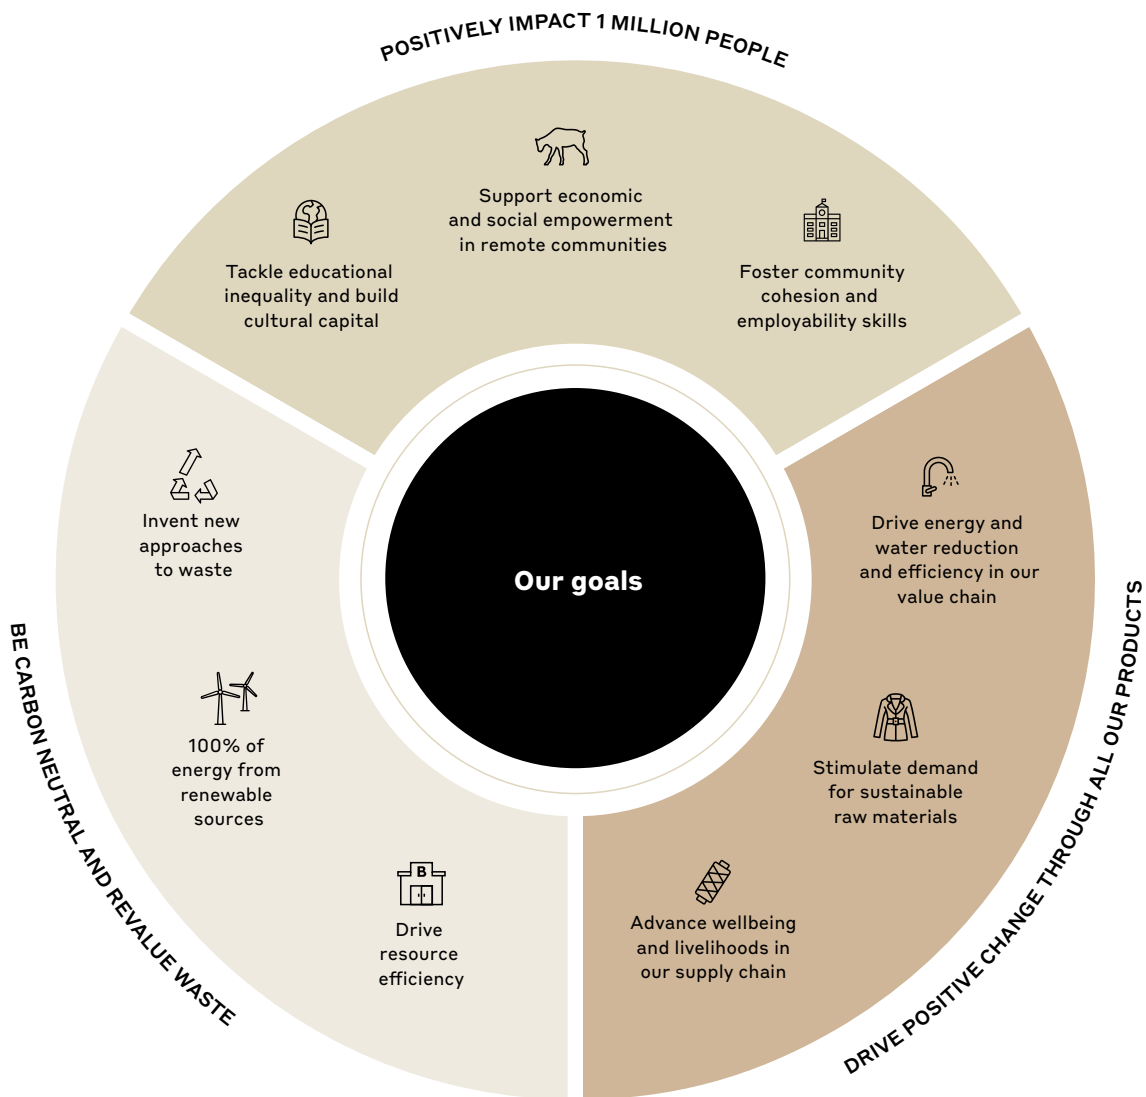 POSITIVELY IMPACT 1 MILLION PEOPLE
Support economic
and social empowerment
in remote communities
Tackle educational
inequality and build
cultural capital
Foster community
cohesion and
employability skills
Our goals
Invent new
approaches
to waste
100% of
energy from
renewable
sources
B
Drive
resource
efficiency
BE CARBON NEUTRAL AND REVALUE WASTE
Drive energy and
water reduction
and efficiency in our
value chain
Stimulate demand
for sustainable
raw materials
Advance wellbeing
and livelihoods in
our supply chain
DRIVE POSITIVE CHANGE THROUGH ALL OUR PRODUCTS